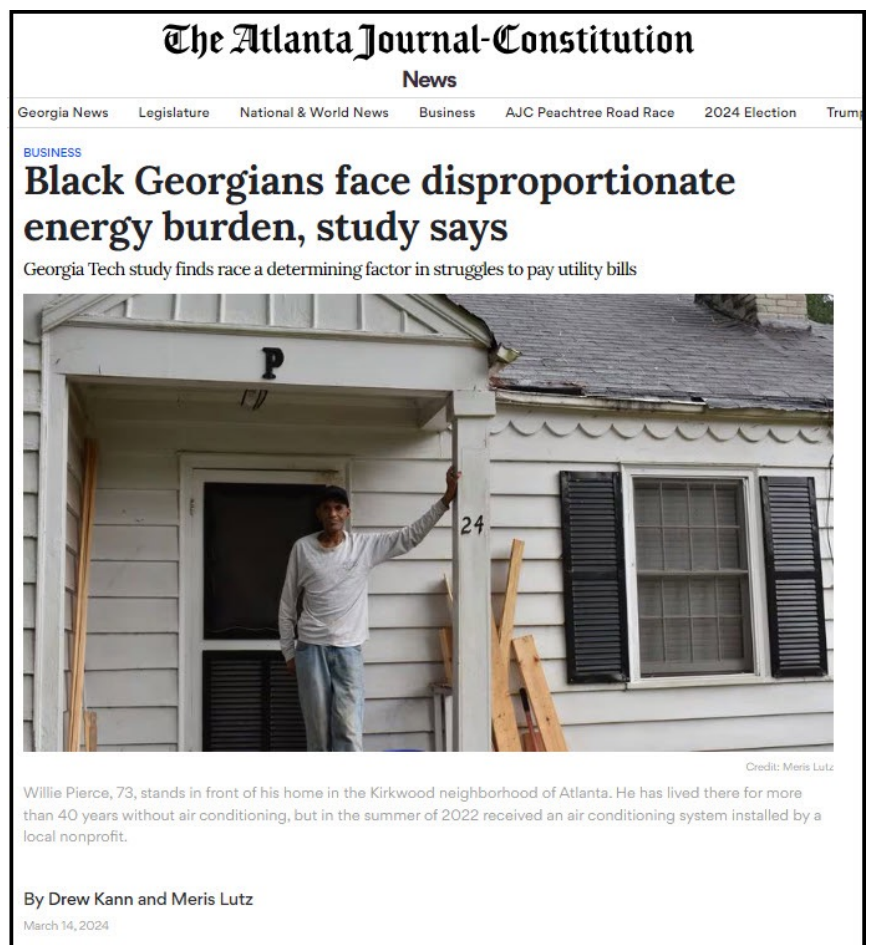 The Atlanta Journal-Constitution
News
Georgia News Legislature National & World News Business AJC Peachtree Road Race 2024 Election Trump
BUSINESS
Black Georgians face disproportionate
energy burden, study says
Georgia Tech study finds race a determining factor in struggles to pay utility bills
P
24
Credit: Meris Lutz
Willie Pierce, 73, stands in front of his home in the Kirkwood neighborhood of Atlanta. He has lived there for more
than 40 years without air conditioning, but in the summer of 2022 received an air conditioning system installed by a
local nonprofit.
By Drew Kann and Meris Lutz
March 14, 2024